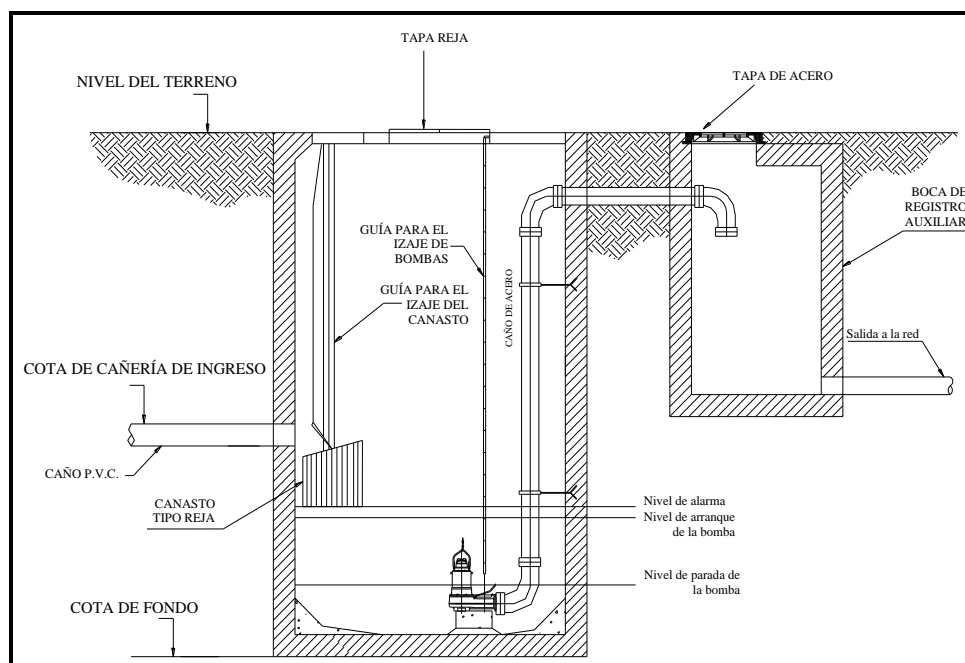 TAPA REJA
NIVEL DEL TERRENO
TAPA DE ACERO
BOCA DE
REGISTRO
AUXILIAR
GUÍA PARA EL
IZAJE DE
BOMBAS
GUÍA PARA EL
IZAJE DEL
CANASTO
CAÑO DE ACERO
Salida a la red
COTA DE CAÑERÍA DE INGRESO
CAÑO P.V.C.
CANASTO
TIPO REJA
Nivel de alarma
Nivel de arranque
de la bomba
Nivel de parada de
la bomba
COTA DE FONDO